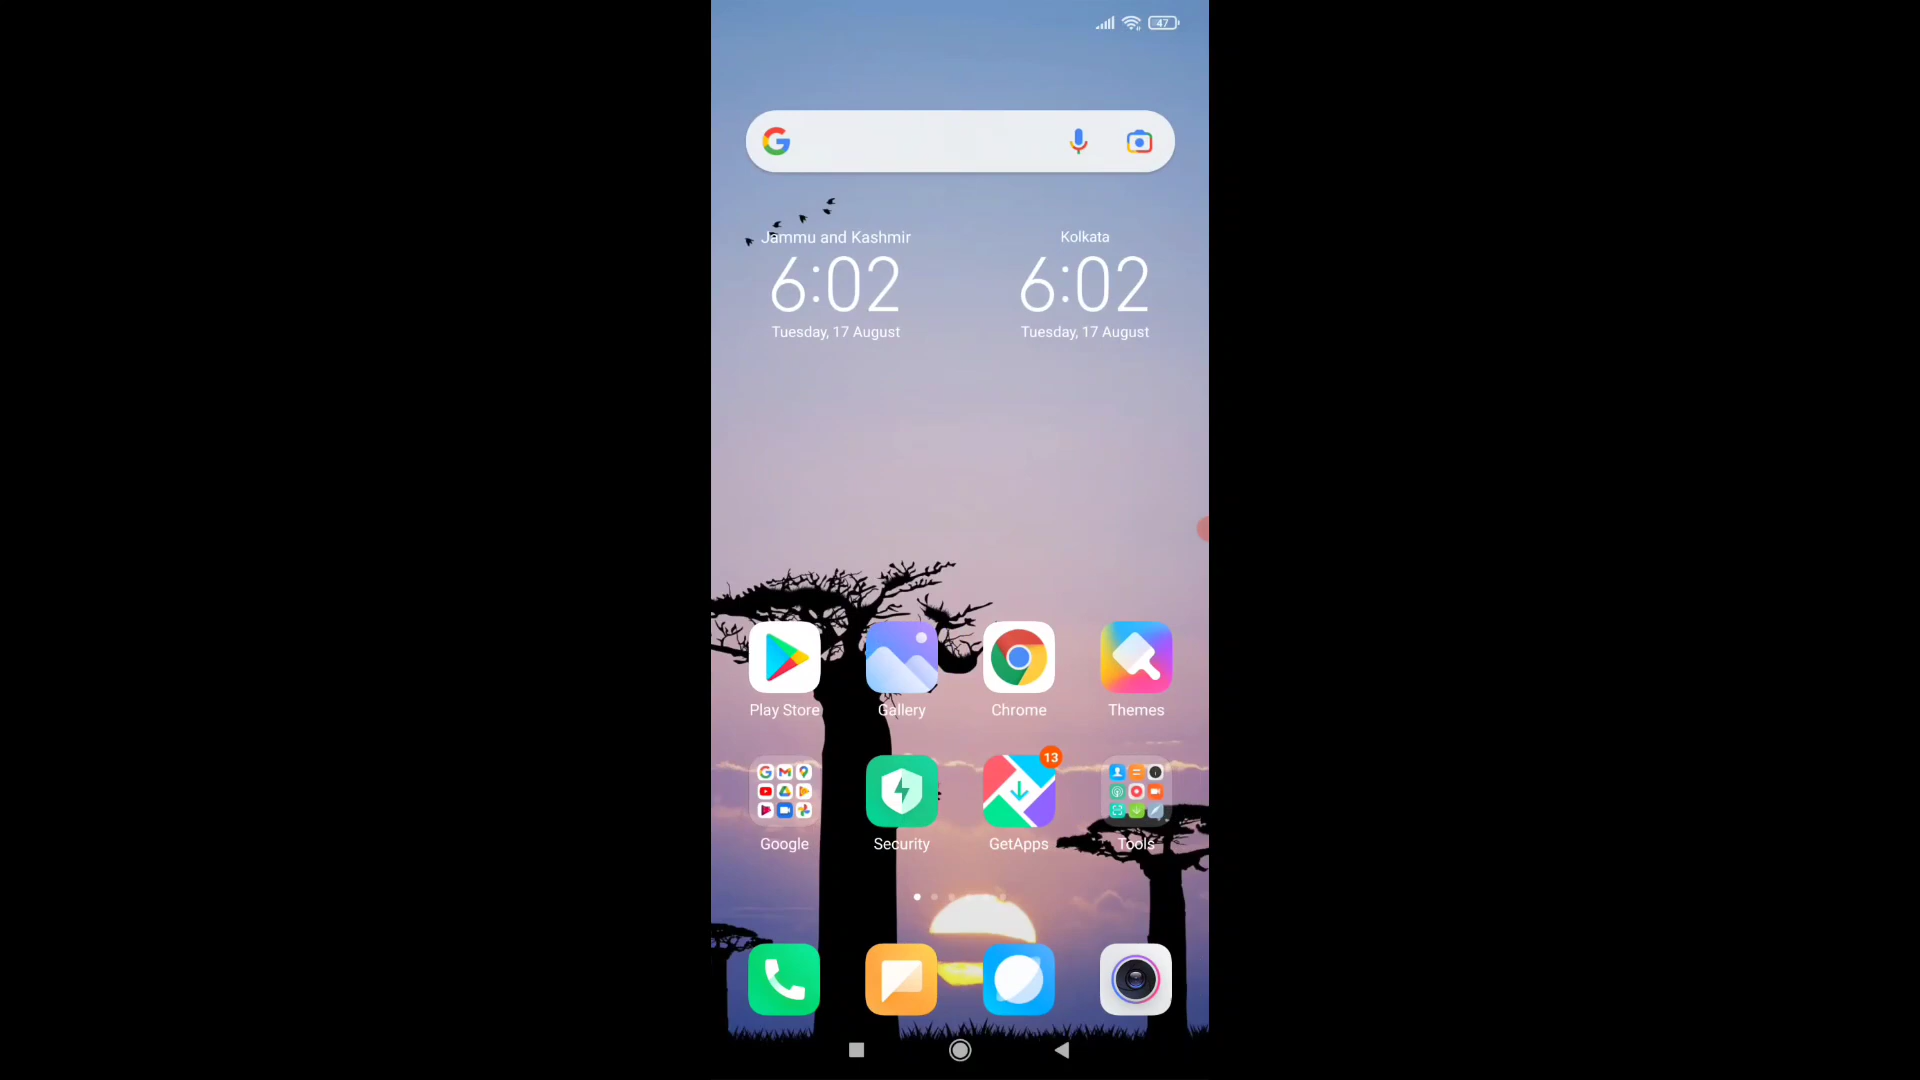 47
Jammu and Kashmir
Kolkata
6:02
6:02
Tuesday, 17 August
Tuesday, 17 August
Play Store
Gallery
Chrome
Themes
13
Google
Security
GetApps
Tools